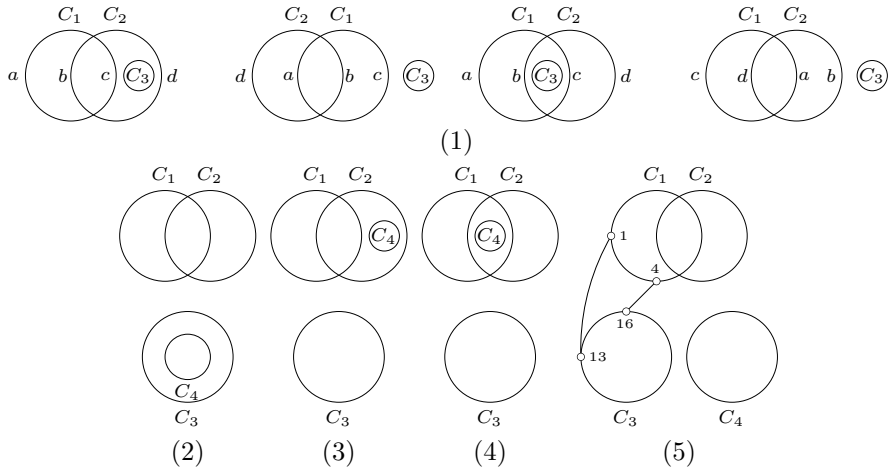 C₁ C₂ C₂ C₁ C₁ C₂ C₁ C₂
a b c C₃ d d a b c C₃ a b C₃ c d c d a b C₃
(1)
C₁ C₂ C₁ C₂ C₁ C₂ C₁ C₂
C₄ C₄ 1
4
16
13
C₄
C₃ C₃ C₃ C₃ C₄
(2) (3) (4) (5)